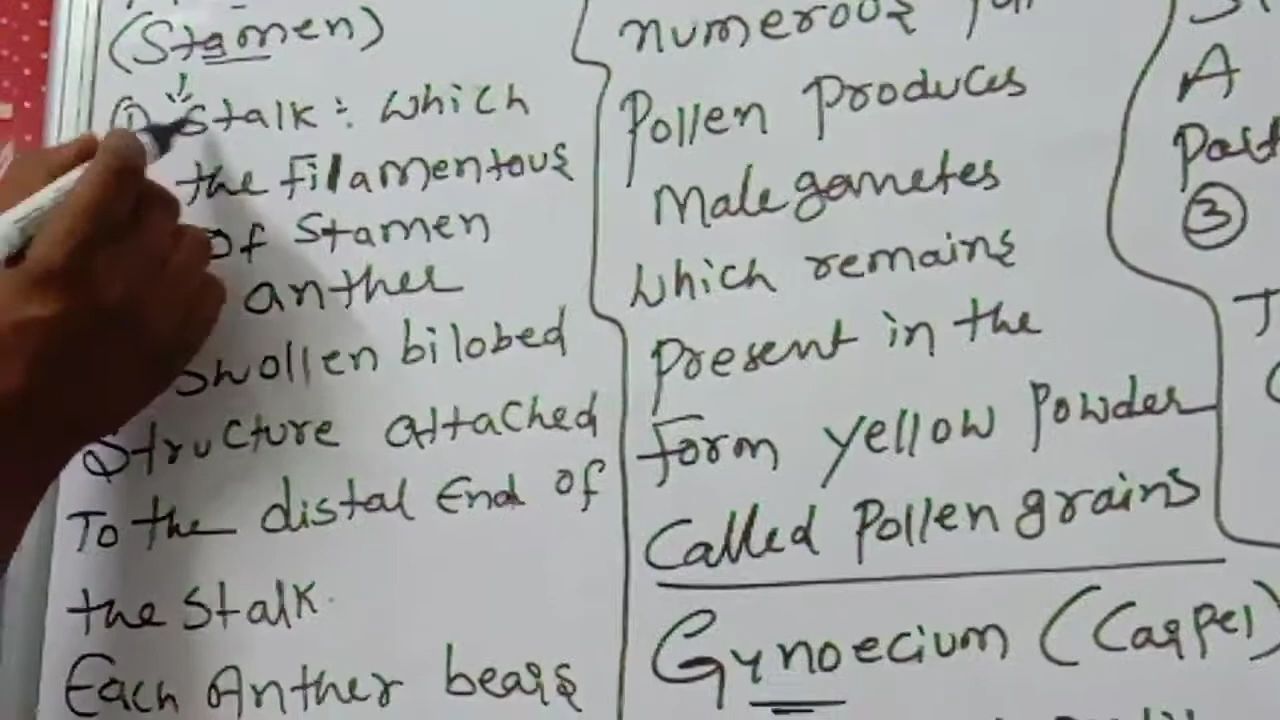 (Stamen)
① Stalk : which
the filamentous
of Stamen
anther
swollen bilobed
Structure attached
To the distal End of
the Stalk.
Each Anther bears
numerous
Pollen produces
Male gametes
which remains
Present in the
form yellow powder
Called Pollen grains
Gynoecium (Carpel)
A
③